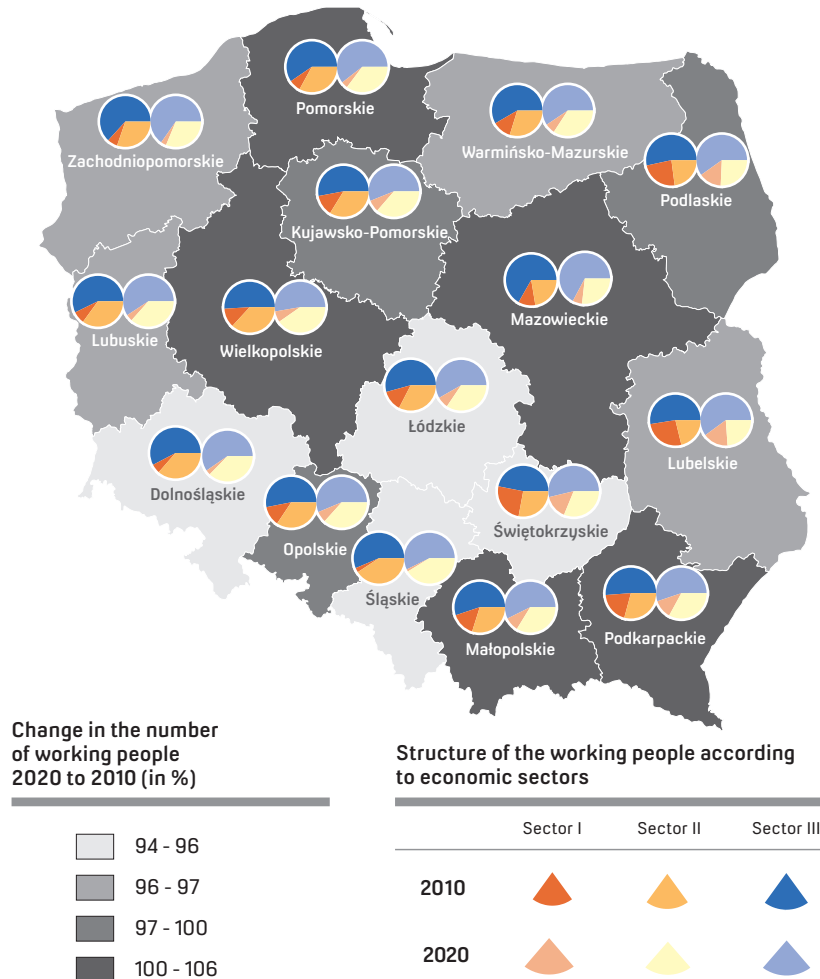 Pomorskie
Zachodniopomorskie
Warmińsko-Mazurskie
Podlaskie
Kujawsko-Pomorskie
Mazowieckie
Lubuskie
Wielkopolskie
Łódzkie
Lubelskie
Dolnośląskie
Świętokrzyskie
Opolskie
Śląskie
Małopolskie
Podkarpackie
Change in the number
of working people
2020 to 2010 (in %)
94 - 96
96 - 97
97 - 100
100 - 106
Structure of the working people according
to economic sectors
Sector I Sector II Sector III
2010
2020